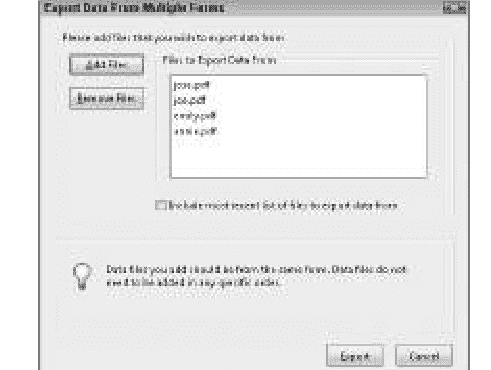 Export Data From Multiple Forms
Please add files that you wish to export data from
Add Files
Files to Export Data From
jose.pdf
Remove Files
joe.pdf
emily.pdf
annie.pdf
Include most recent list of files to export data from
Data files you add should be from the same form. Data files do not
need to be added in any specific order.
Export
Cancel